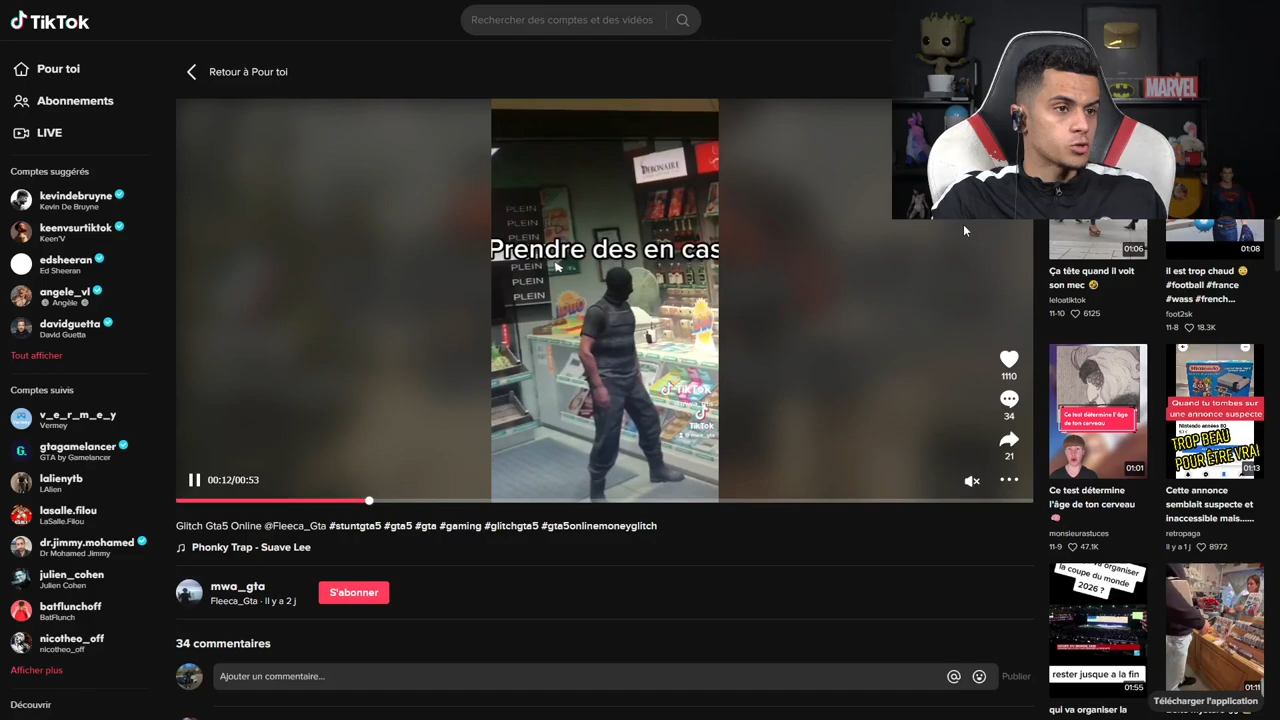 TikTok
Rechercher des comptes et des vidéos
Pour toi
Abonnements
LIVE
Comptes suggérés
kevindebruyne
Kevin De Bruyne
keenvsurtiktok
Keen'V
edsheeran
Ed Sheeran
angele_vl
Angèle
davidguetta
David Guetta
Tout afficher
Comptes suivis
v_e_r_m_e_y
Vermey
gtagamelancer
GTA by Gamelancer
lalienytb
LAlien
lasalle.filou
LaSalle.Filou
dr.jimmy.mohamed
Dr Mohamed Jimmy
julien_cohen
Julien Cohen
batflunchoff
BatFlunch
nicotheo_off
nicotheo_off
Afficher plus
Découvrir
Retour à Pour toi
DEBONAIRE
PLEIN
PLEIN
PLEIN
Prendre des en cas
PLEIN
PLEIN
PLEIN
TikTok
TikTok
1110
34
21
00:12/00:53
Glitch Gta5 Online @Fleeca_Gta #stuntgta5 #gta5 #gta #gaming #glitchgta5 #gta5onlinemoneyglitch
Phonky Trap - Suave Lee
mwa_gta
Fleeca_Gta · Il y a 2 j
S'abonner
34 commentaires
Ajouter un commentaire...
Publier
MARVEL
01:06
Ça tête quand il voit
son mec 🤣
leloatiktok
11-10 6125
01:08
il est trop chaud 🥵
#football #france
#wass #french...
foot2sk
11-8 18.3K
Ce test détermine l'âge
de ton cerveau
01:01
Ce test détermine
l'âge de ton cerveau
🧠
monsieurastuces
11-9 47.1K
Quand tu tombes sur
une annonce suspecte
Nintendo années 80
TROP BEAU
POUR ÊTRE VRAI
01:13
Cette annonce
semblait suspecte et
inaccessible mais......
retropaga
Il y a 1 j 8972
va organiser
la coupe du monde
2026 ?
rester jusque a la fin
01:55
qui va organiser la
01:11
Télécharger l'application